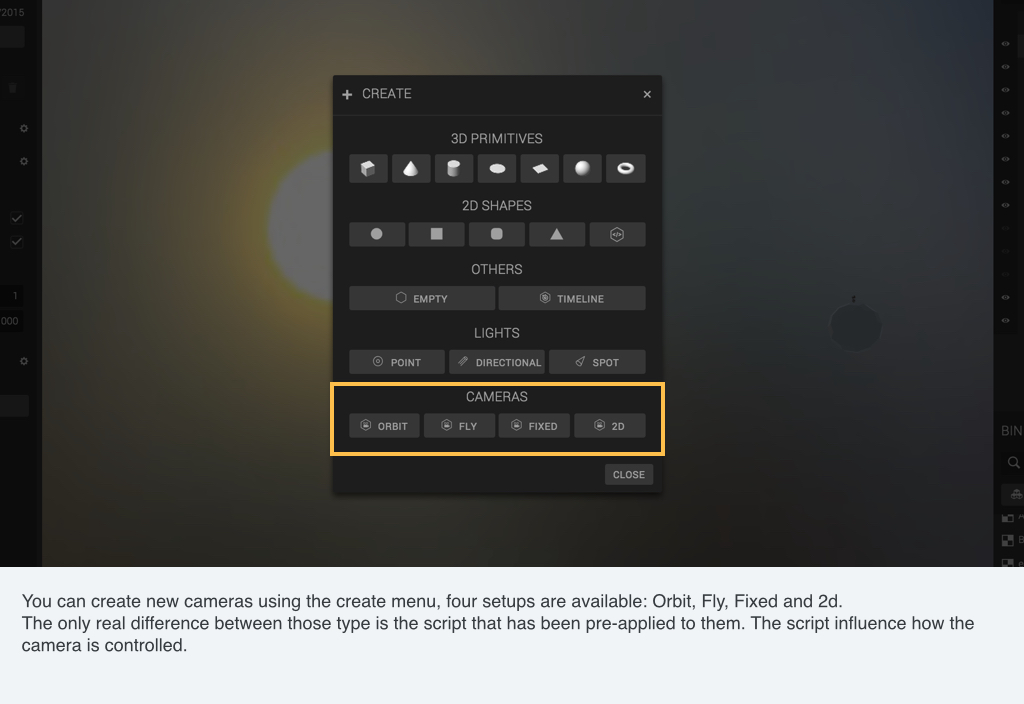 /2015
+ CREATE ×
3D PRIMITIVES
2D SHAPES
</>
OTHERS
EMPTY TIMELINE
LIGHTS
1
000
POINT DIRECTIONAL SPOT
CAMERAS
ORBIT FLY FIXED 2D
BIN
CLOSE
B
You can create new cameras using the create menu, four setups are available: Orbit, Fly, Fixed and 2d.
The only real difference between those type is the script that has been pre-applied to them. The script influence how the
camera is controlled.